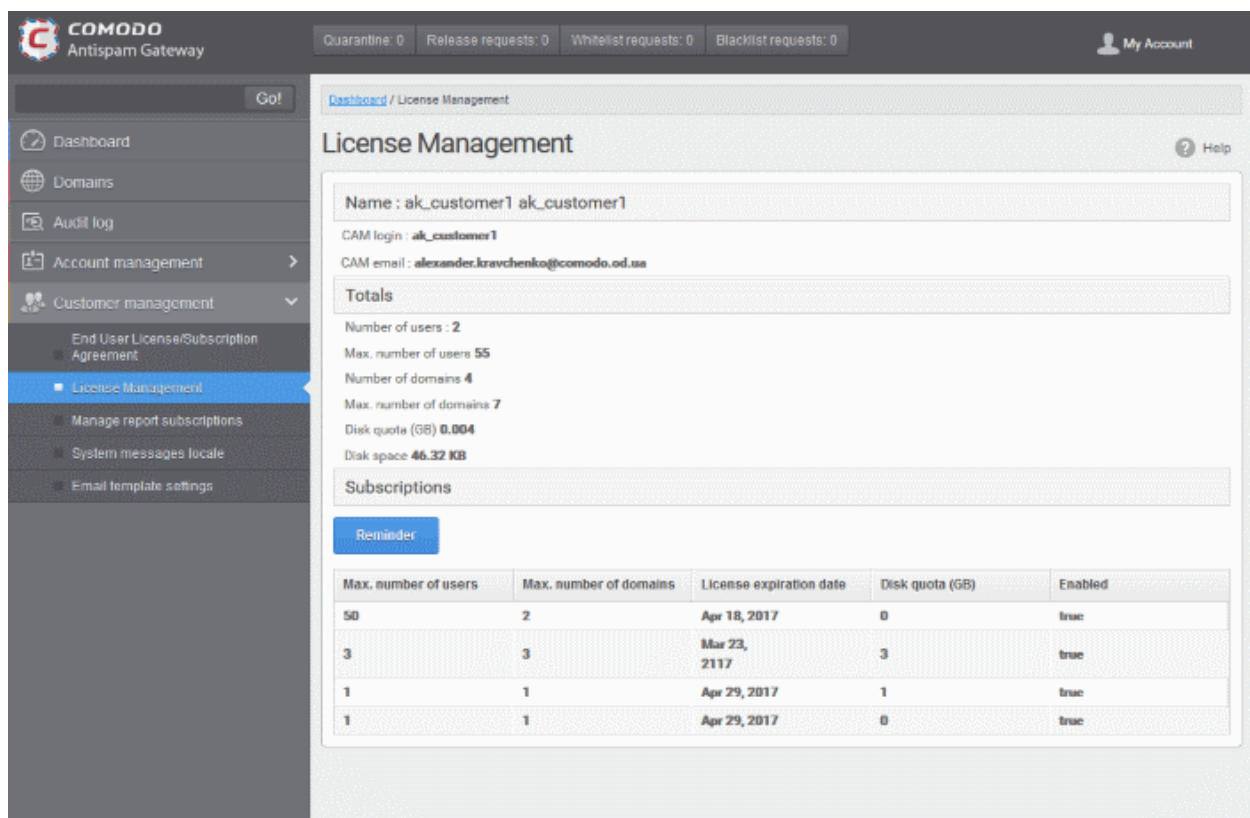 COMODO
Antispam Gateway
Quarantine: 0 Release requests: 0 Whitelist requests: 0 Blacklist requests: 0
My Account
Go!
Dashboard
Domains
Audit log
Account management
Customer management
End User License/Subscription
Agreement
License Management
Manage report subscriptions
System messages locale
Email template settings
Dashboard / License Management
License Management
Help
Name : ak_customer1 ak_customer1
CAM login : ak_customer1
CAM email : alexander.kravchenko@comodo.od.ua
Totals
Number of users : 2
Max. number of users 55
Number of domains 4
Max. number of domains 7
Disk quota (GB) 0.004
Disk space 46.32 KB
Subscriptions
Reminder
Max. number of users Max. number of domains License expiration date Disk quota (GB) Enabled
50 2 Apr 18, 2017 0 true
3 3 Mar 23,
2117 3 true
1 1 Apr 29, 2017 1 true
1 1 Apr 29, 2017 0 true